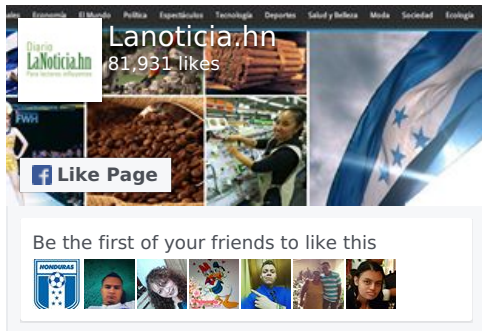 Economía El Mundo Política Espectáculos Tecnología Deportes Salud y Belleza Moda Sociedad Ecología
Lanoticia.hn
Diario
LaNoticia.hn
Para lectores influyentes
81,931 likes
FWH
Like Page
Be the first of your friends to like this
HONDURAS